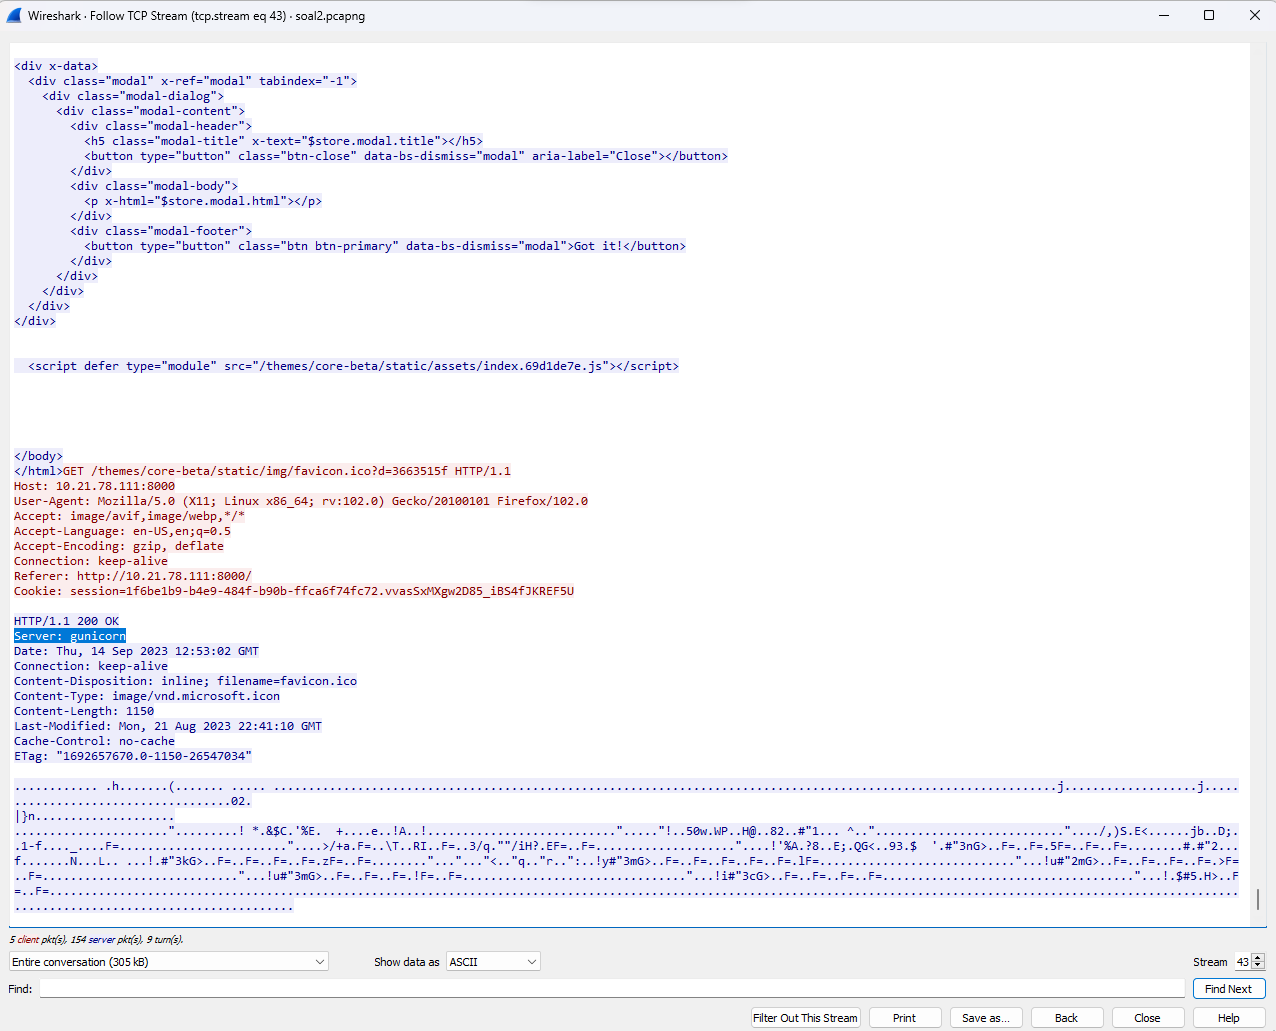 Wireshark · Follow TCP Stream (tcp.stream eq 43) · soal2.pcapng
<div x-data>
<div class="modal" x-ref="modal" tabindex="-1">
<div class="modal-dialog">
<div class="modal-content">
<div class="modal-header">
<h5 class="modal-title" x-text="$store.modal.title"></h5>
<button type="button" class="btn-close" data-bs-dismiss="modal" aria-label="Close"></button>
</div>
<div class="modal-body">
<p x-html="$store.modal.html"></p>
</div>
<div class="modal-footer">
<button type="button" class="btn btn-primary" data-bs-dismiss="modal">Got it!</button>
</div>
</div>
</div>
</div>
</div>
<script defer type="module" src="/themes/core-beta/static/assets/index.69d1de7e.js"></script>
</body>
</html>GET /themes/core-beta/static/img/favicon.ico?d=3663515f HTTP/1.1
Host: 10.21.78.111:8000
User-Agent: Mozilla/5.0 (X11; Linux x86_64; rv:102.0) Gecko/20100101 Firefox/102.0
Accept: image/avif,image/webp,*/*
Accept-Language: en-US,en;q=0.5
Accept-Encoding: gzip, deflate
Connection: keep-alive
Referer: http://10.21.78.111:8000/
Cookie: session=1f6be1b9-b4e9-484f-b90b-ffca6f74fc72.vvasSxMXgw2D85_iBS4fJKREF5U
HTTP/1.1 200 OK
Server: gunicorn
Date: Thu, 14 Sep 2023 12:53:02 GMT
Connection: keep-alive
Content-Disposition: inline; filename=favicon.ico
Content-Type: image/vnd.microsoft.icon
Content-Length: 1150
Last-Modified: Mon, 21 Aug 2023 22:41:10 GMT
Cache-Control: no-cache
ETag: "1692657670.0-1150-26547034"
5 client pkt(s), 154 server pkt(s), 9 turn(s).
Entire conversation (305 kB) Show data as ASCII Stream 43
Find: Find Next
Filter Out This Stream Print Save as... Back Close Help